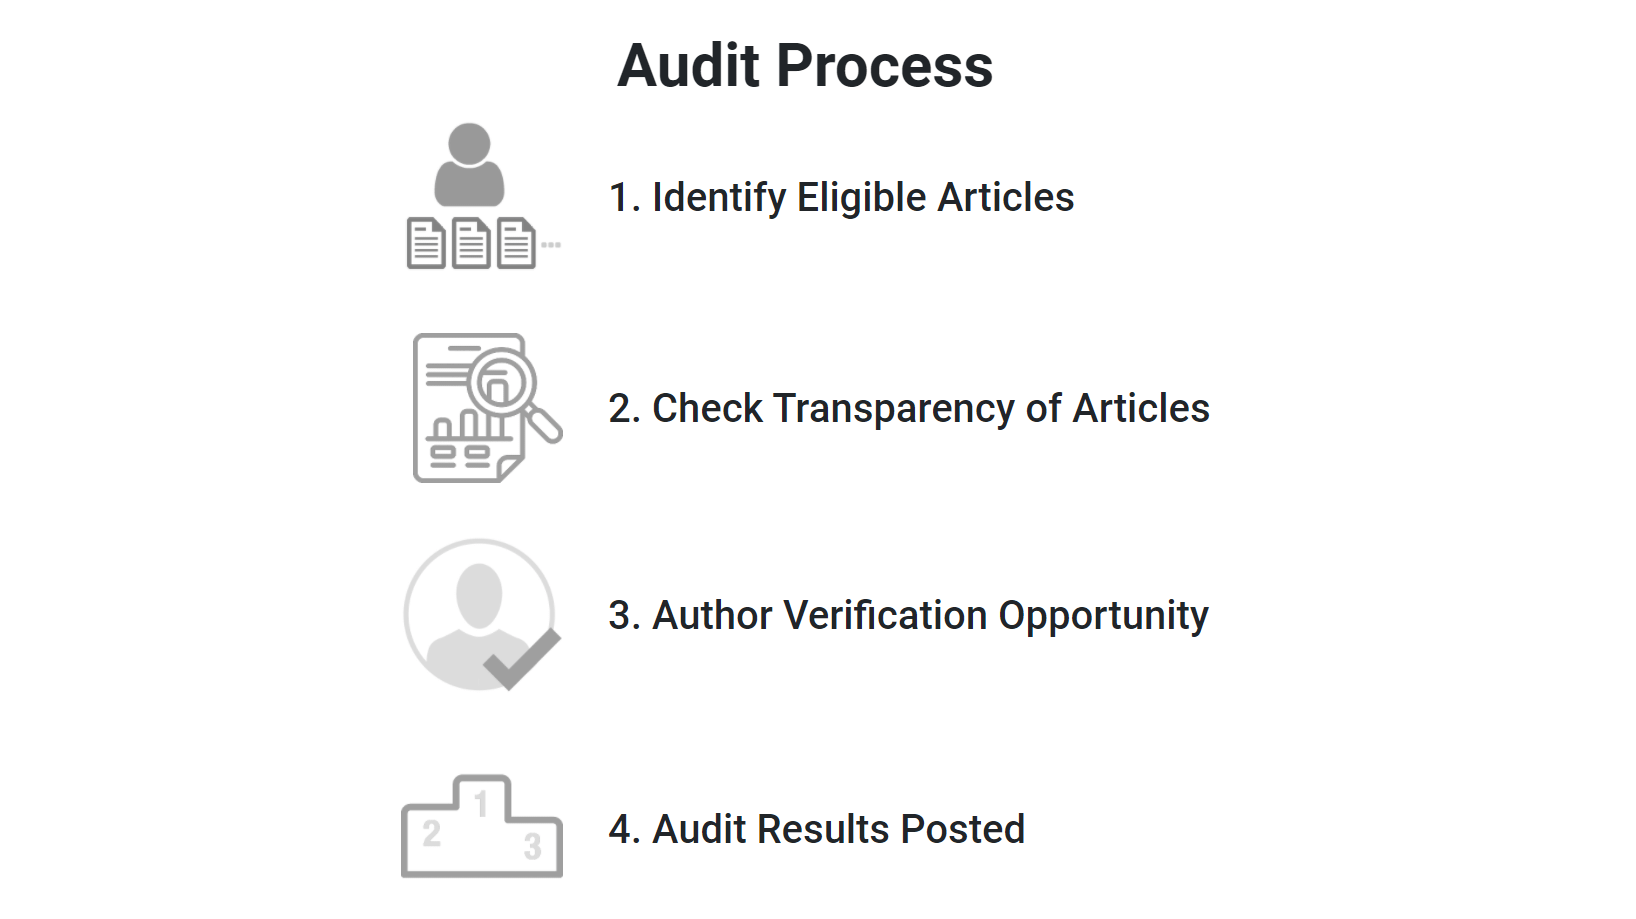 Audit Process
1. Identify Eligible Articles
2. Check Transparency of Articles
3. Author Verification Opportunity
1
2
3
4. Audit Results Posted